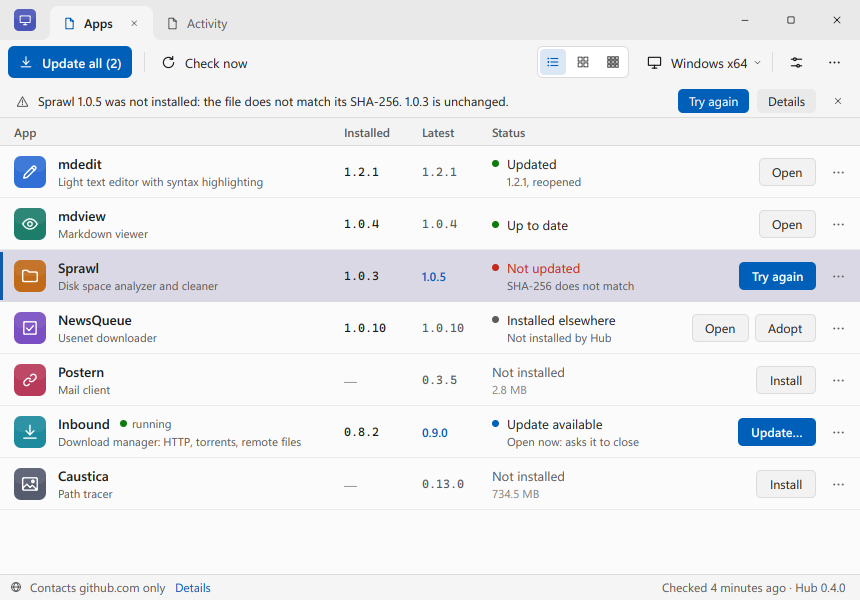 Apps
Activity
Update all (2)
Check now
Windows x64
Sprawl 1.0.5 was not installed: the file does not match its SHA-256. 1.0.3 is unchanged.
Try again
Details
App Installed Latest Status
mdedit
Light text editor with syntax highlighting
1.2.1
1.2.1
Updated
1.2.1, reopened
Open
mdview
Markdown viewer
1.0.4
1.0.4
Up to date
Open
Sprawl
Disk space analyzer and cleaner
1.0.3
1.0.5
Not updated
SHA-256 does not match
Try again
NewsQueue
Usenet downloader
1.0.10
1.0.10
Installed elsewhere
Not installed by Hub
Open
Adopt
Postern
Mail client
—
0.3.5
Not installed
2.8 MB
Install
Inbound running
Download manager: HTTP, torrents, remote files
0.8.2
0.9.0
Update available
Open now: asks it to close
Update...
Caustica
Path tracer
—
0.13.0
Not installed
734.5 MB
Install
Contacts github.com only Details
Checked 4 minutes ago · Hub 0.4.0